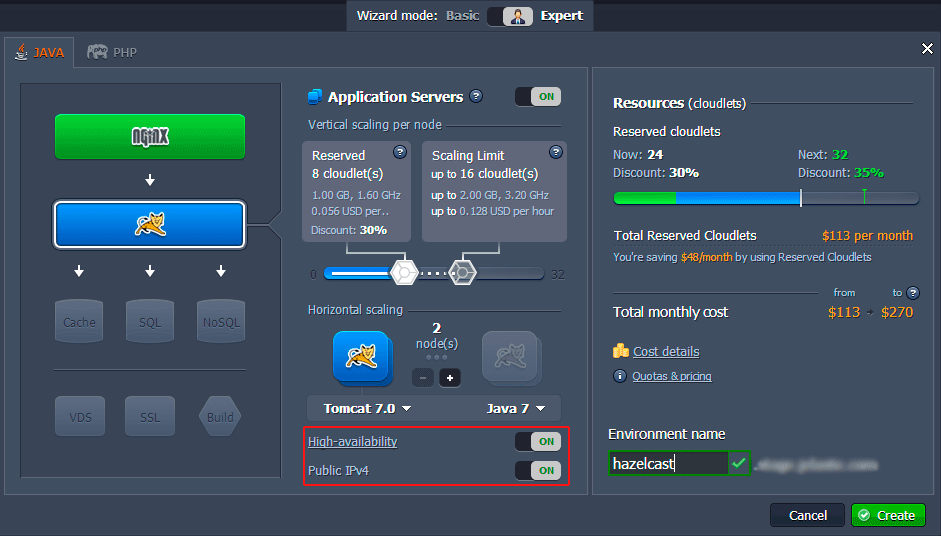 Wizard mode: Basic Expert
JAVA PHP
NGINX
Cache SQL NoSQL
VDS SSL Build
Application Servers ? ON
Vertical scaling per node
Reserved ?
8 cloudlet(s)
1.00 GB, 1.60 GHz
0.056 USD per..
Discount: 30%
Scaling Limit ?
up to 16 cloudlet(s)
up to 2.00 GB, 3.20 GHz
up to 0.128 USD per hour
0 32
Horizontal scaling
2
node(s)
Tomcat 7.0 Java 7
High-availability ON
Public IPv4 ON
Resources (cloudlets)
Reserved cloudlets
Now: 24 Next: 32
Discount: 30% Discount: 35%
Total Reserved Cloudlets $113 per month
You're saving $48/month by using Reserved Cloudlets
from to ?
Total monthly cost $113 $270
Cost details
Quotas & pricing
Environment name
hazelcast
Cancel Create